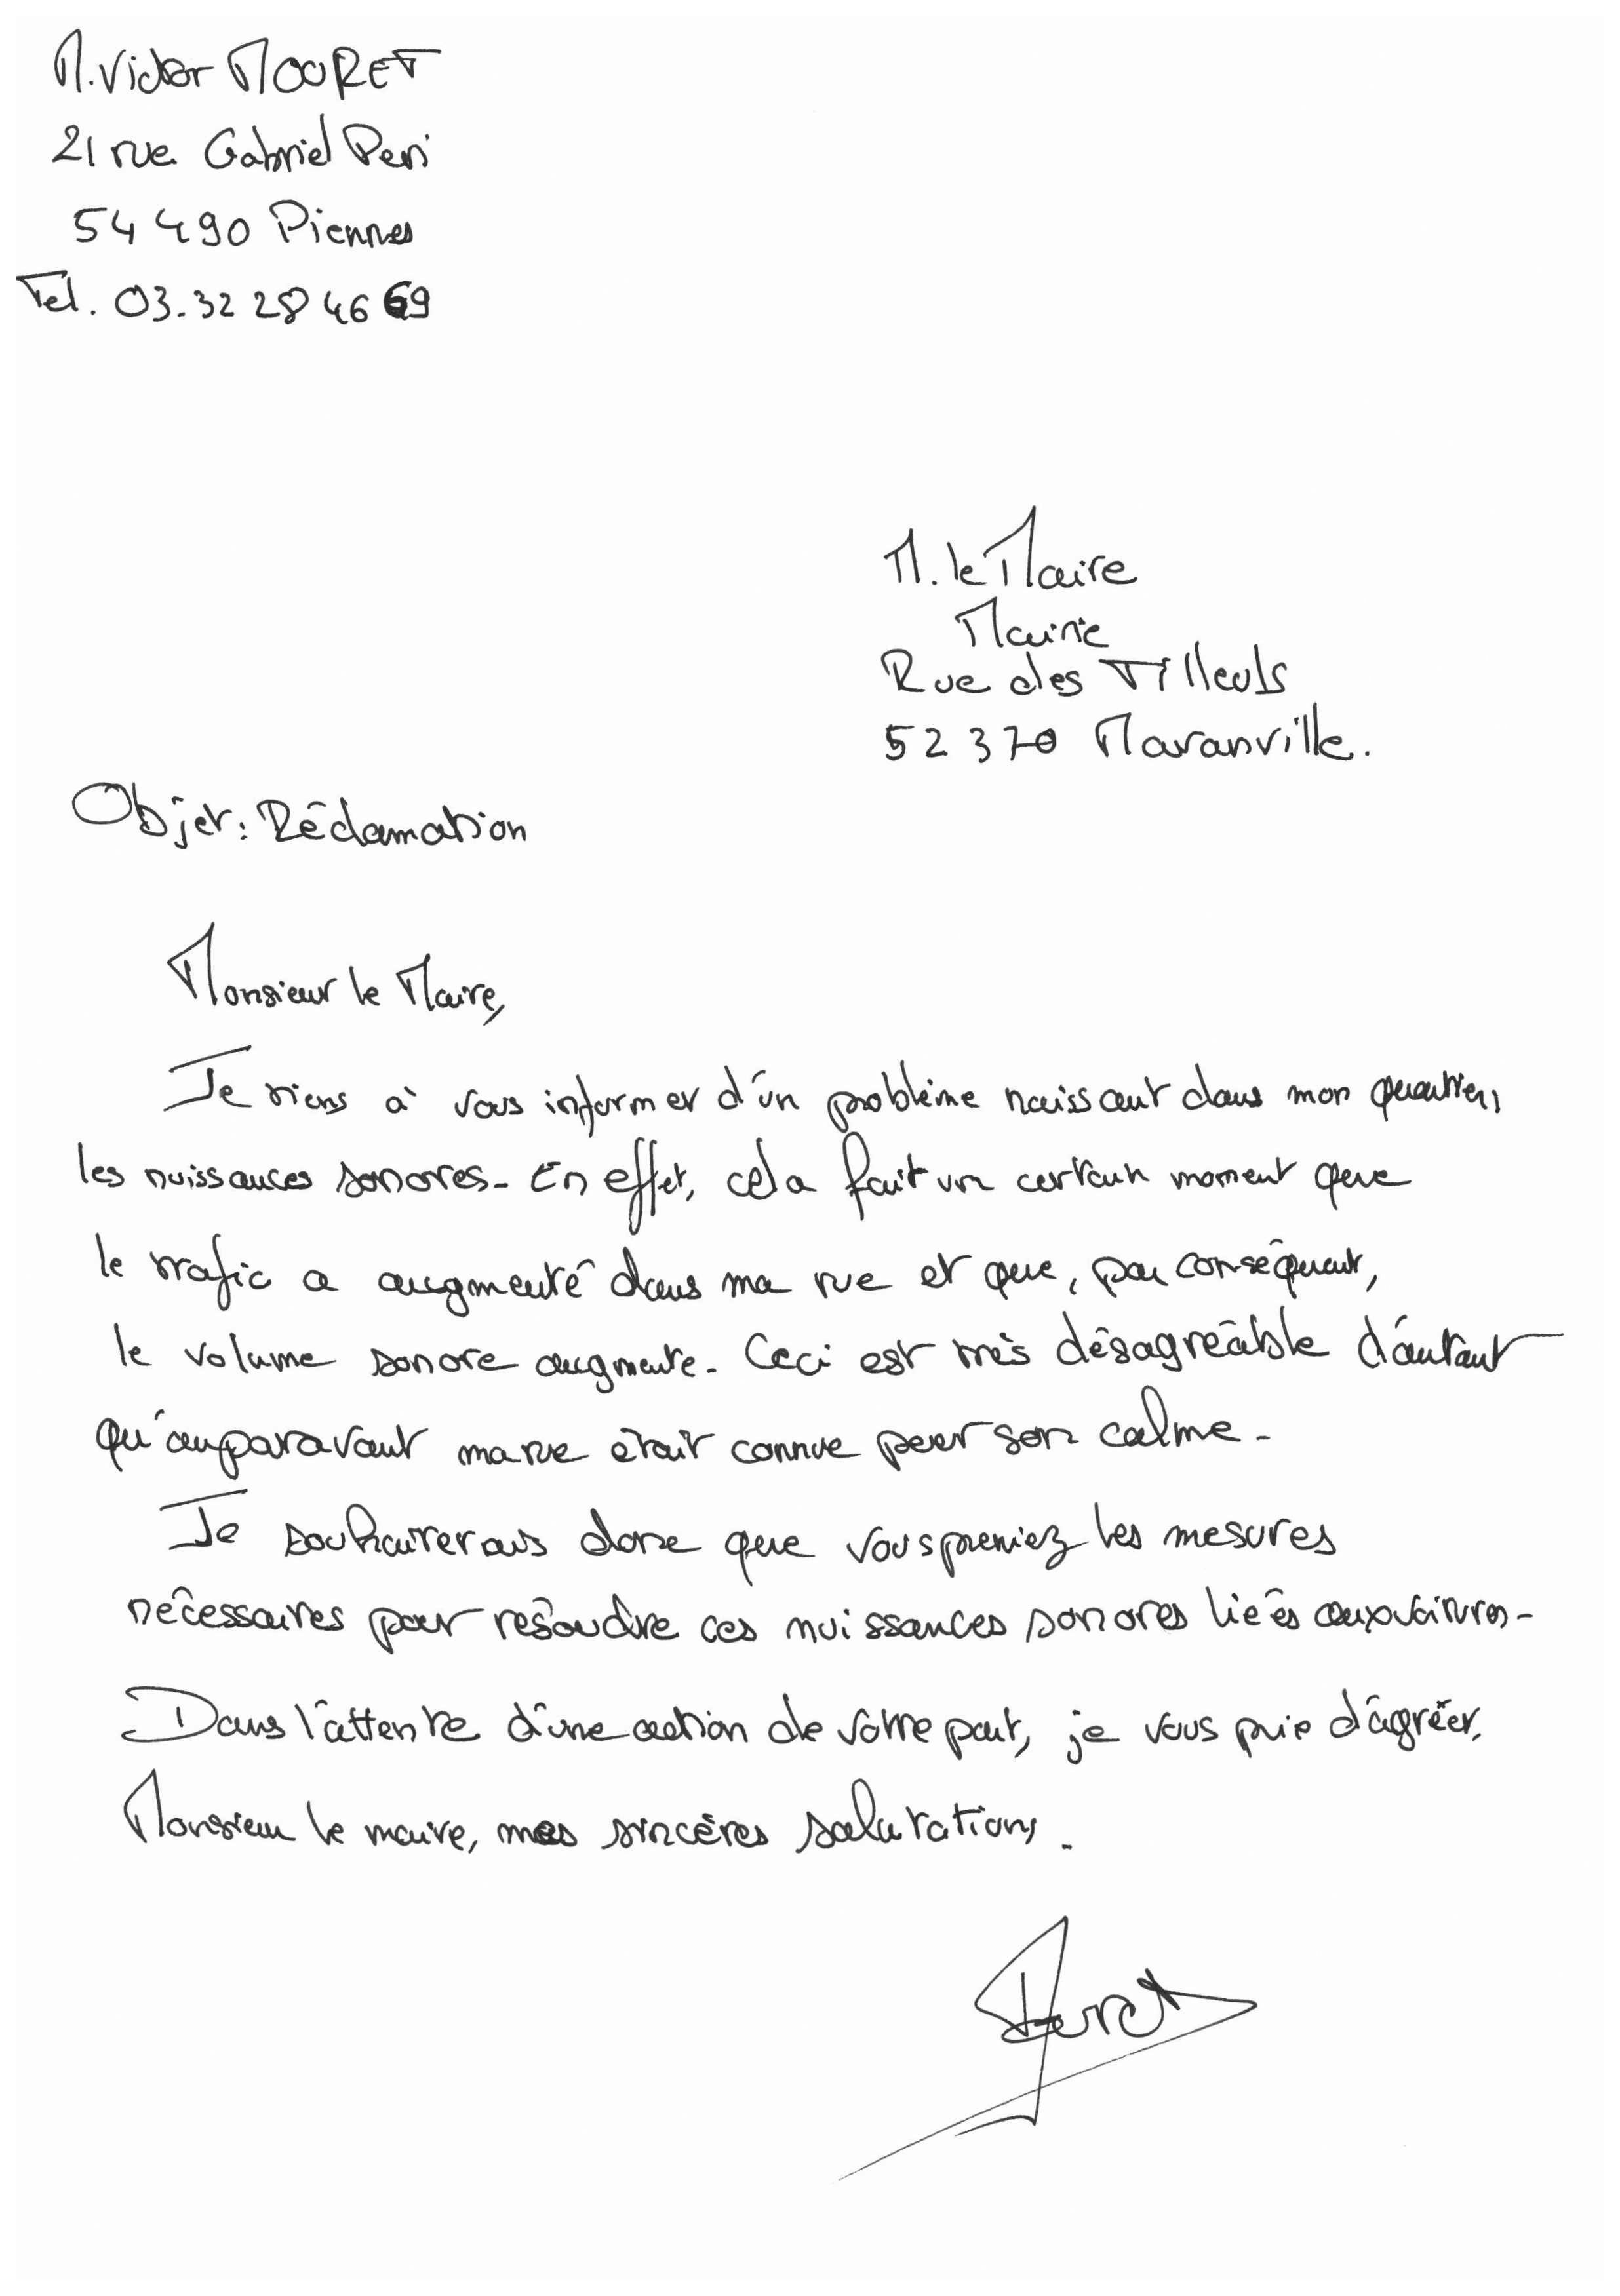 M. Victor MOURET
21 rue Gabriel Peri
54 490 Piennes
Tel. 03.32 28 46 69
M. le Maire
Mairie
Rue des Tilleuls
52 370 Maranville.
Objet : Réclamation
Monsieur le Maire,
Je tiens à vous informer d'un problème naissant dans mon quartier,
les nuissances sonores. En effet, cela fait un certain moment que
le trafic a augmenté dans ma rue et que, par conséquent,
le volume sonore augmente. Ceci est très désagréable d'autant
qu'auparavant ma rue était connue pour son calme.
Je souhaiterais donc que vous preniez les mesures
nécessaires pour résoudre ces nuissances sonores liées aux voitures.
Dans l'attente d'une action de votre part, je vous prie d'agréer,
Monsieur le maire, mes sincères salutations.